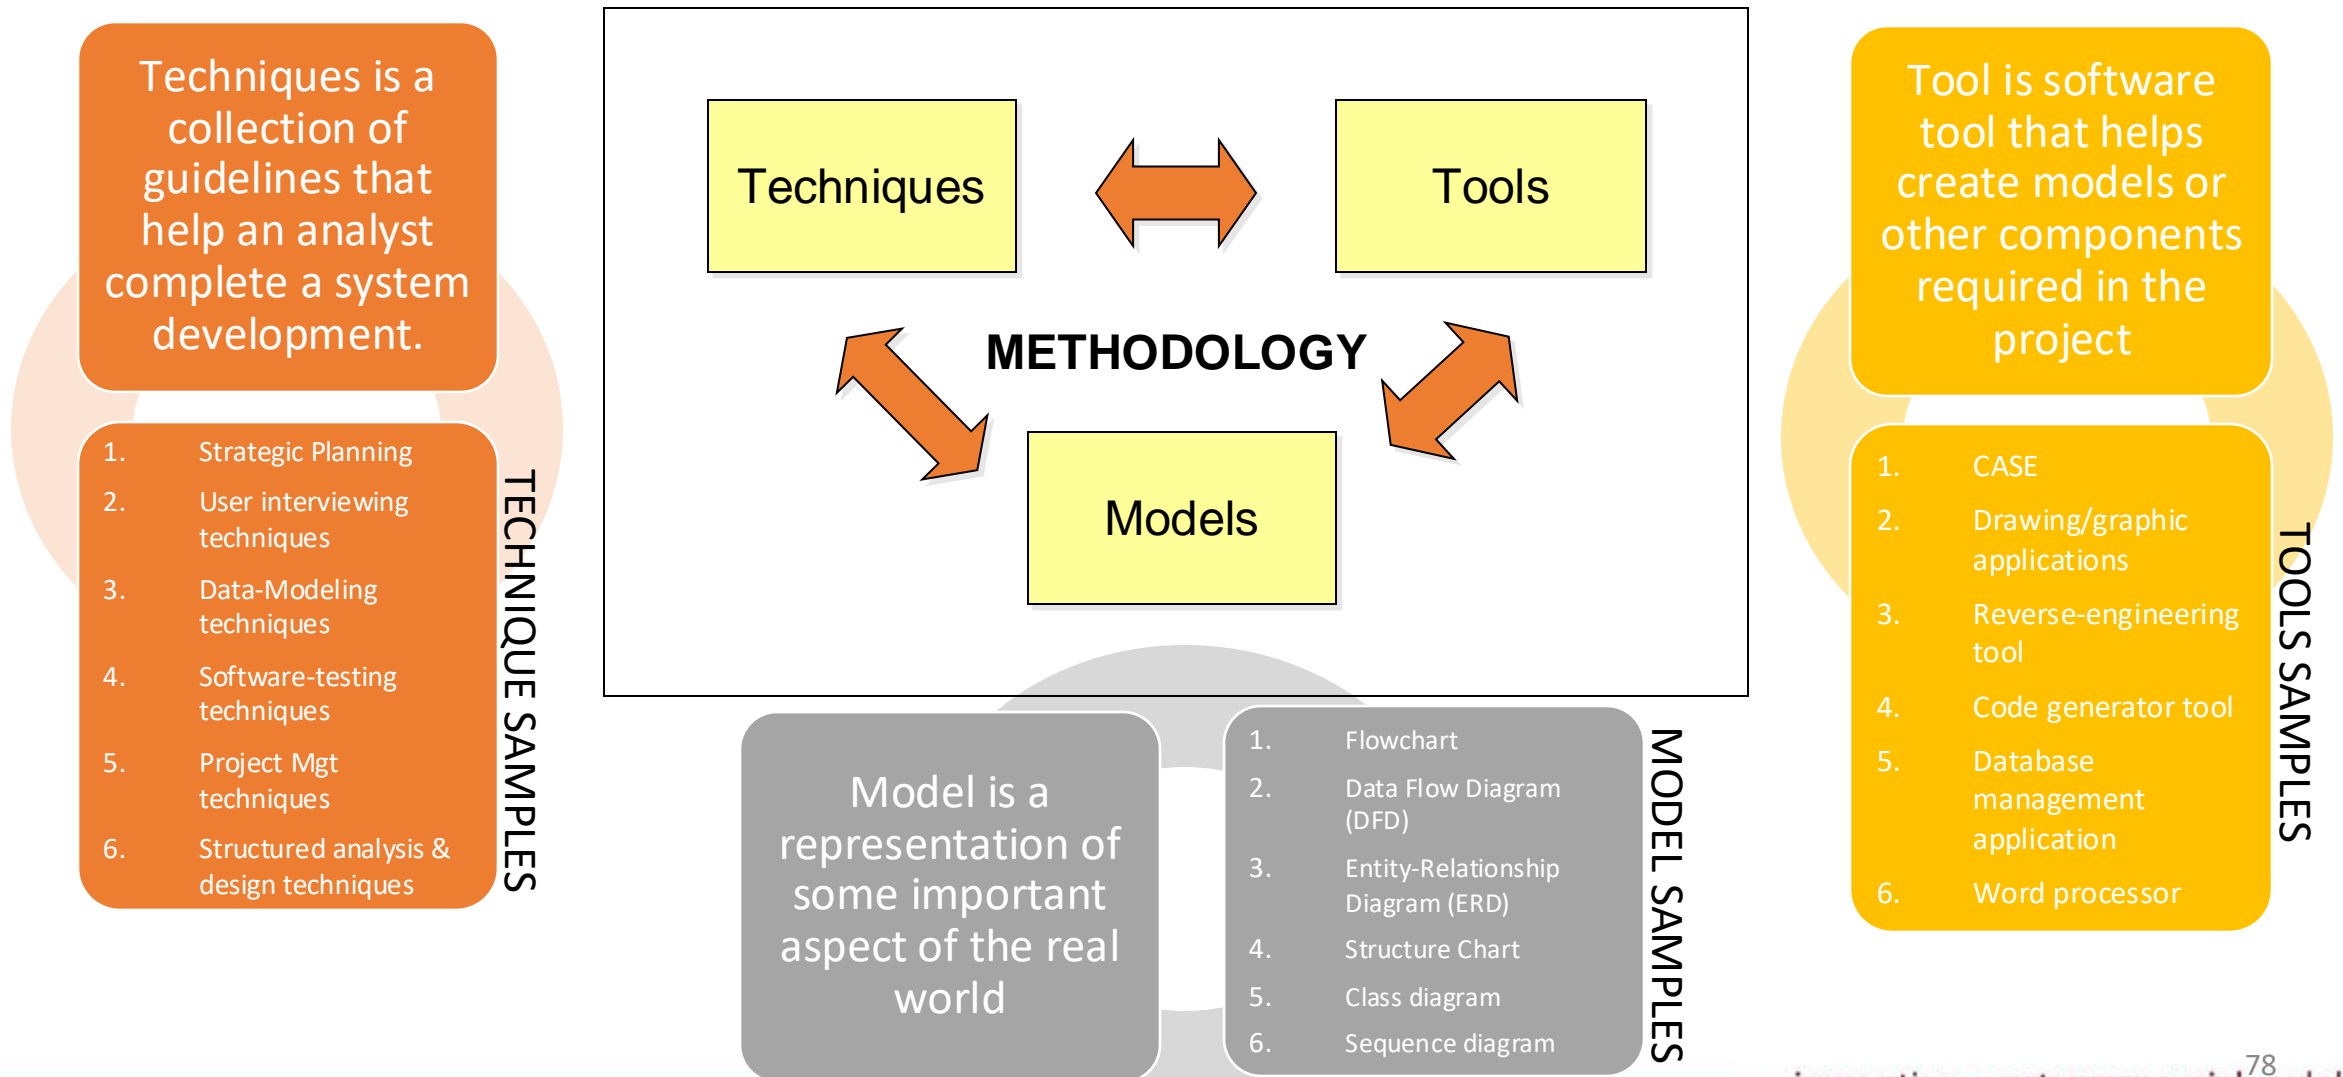 Techniques is a
collection of
guidelines that
help an analyst
complete a system
development.
1. Strategic Planning
2. User interviewing
techniques
3. Data-Modeling
techniques
4. Software-testing
techniques
5. Project Mgt
techniques
6. Structured analysis &
design techniques
TECHNIQUE SAMPLES
Techniques
Tools
METHODOLOGY
Models
Model is a
representation of
some important
aspect of the real
world
1. Flowchart
2. Data Flow Diagram
(DFD)
3. Entity-Relationship
Diagram (ERD)
4. Structure Chart
5. Class diagram
6. Sequence diagram
MODEL SAMPLES
Tool is software
tool that helps
create models or
other components
required in the
project
1. CASE
2. Drawing/graphic
applications
3. Reverse-engineering
tool
4. Code generator tool
5. Database
management
application
6. Word processor
TOOLS SAMPLES
78